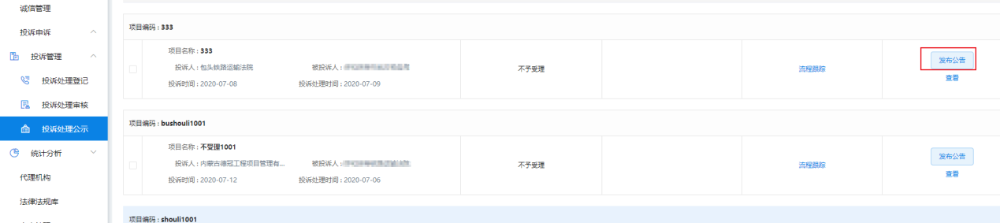 诚信管理
投诉申诉
投诉管理
投诉处理登记
投诉处理审核
投诉处理公示
统计分析
代理机构
法律法规库
项目编码：333
项目名称：333
投诉人：包头铁路运输法院 被投诉人：
投诉时间：2020-07-08 投诉处理时间：2020-07-09
不予受理
流程跟踪
发布公告
查看
项目编码：bushouli1001
项目名称：不受理1001
投诉人：内蒙古德冠工程项目管理有... 被投诉人：
投诉时间：2020-07-12 投诉处理时间：2020-07-06
不予受理
流程跟踪
发布公告
查看
项目编码：shouli1001